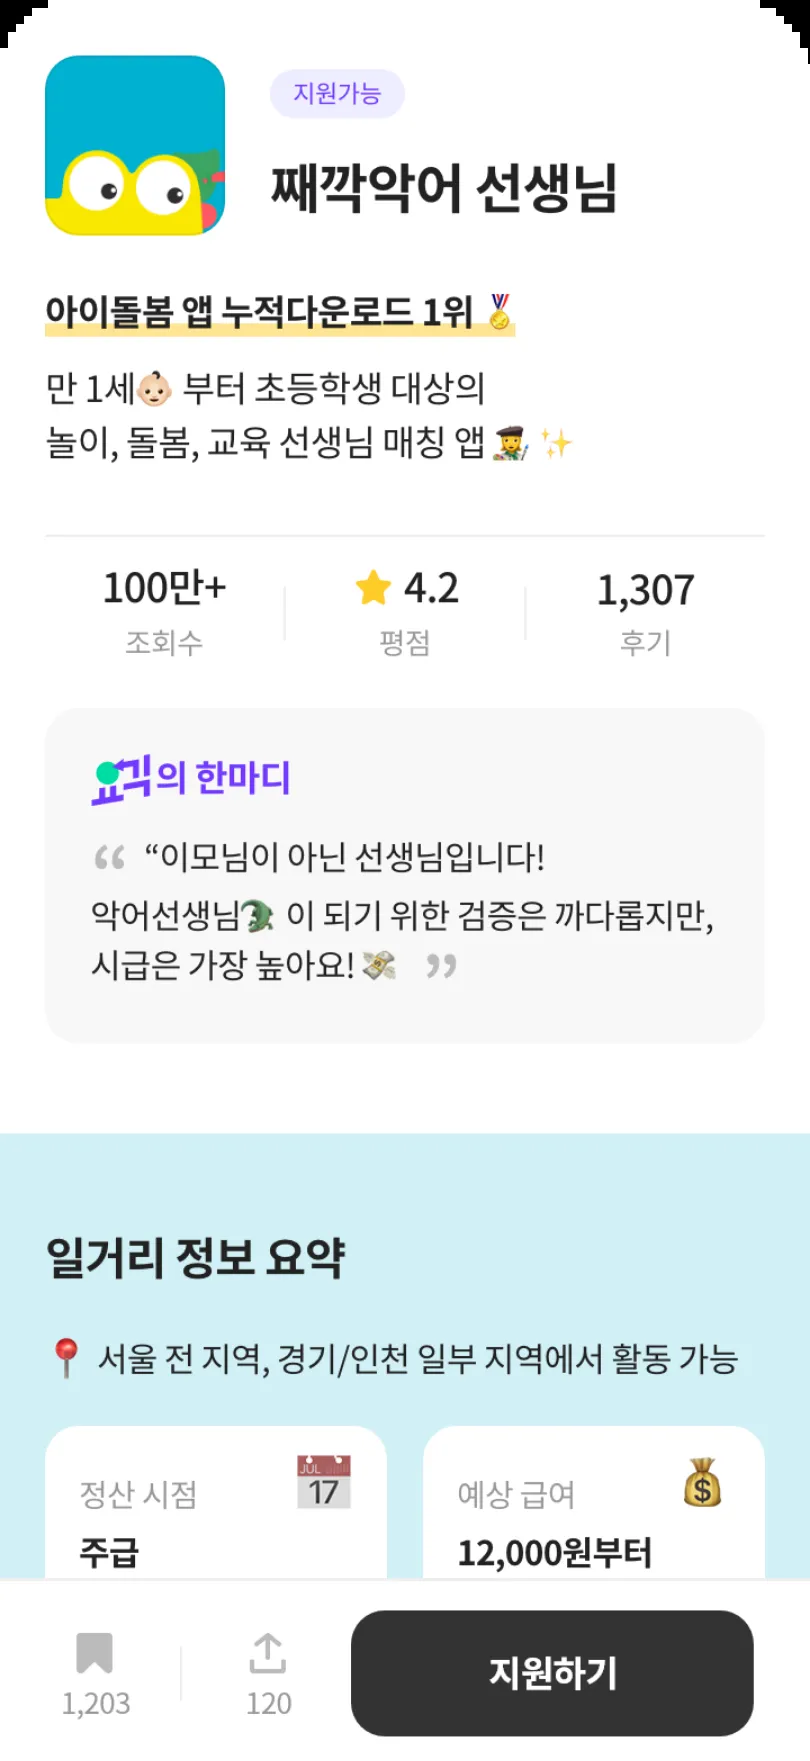 지원가능
째깍악어 선생님
아이돌봄 앱 누적다운로드 1위 🏅
만 1세👶🏻 부터 초등학생 대상의
놀이, 돌봄, 교육 선생님 매칭 앱 👩‍🎨 ✨
100만+
조회수
⭐ 4.2
평점
1,307
후기
요긱의 한마디
“ “이모님이 아닌 선생님입니다!
악어선생님🐊 이 되기 위한 검증은 까다롭지만,
시급은 가장 높아요! 💸 ”
일거리 정보 요약
📍 서울 전 지역, 경기/인천 일부 지역에서 활동 가능
정산 시점
JUL
17
주급
예상 급여
12,000원부터
1,203
120
지원하기